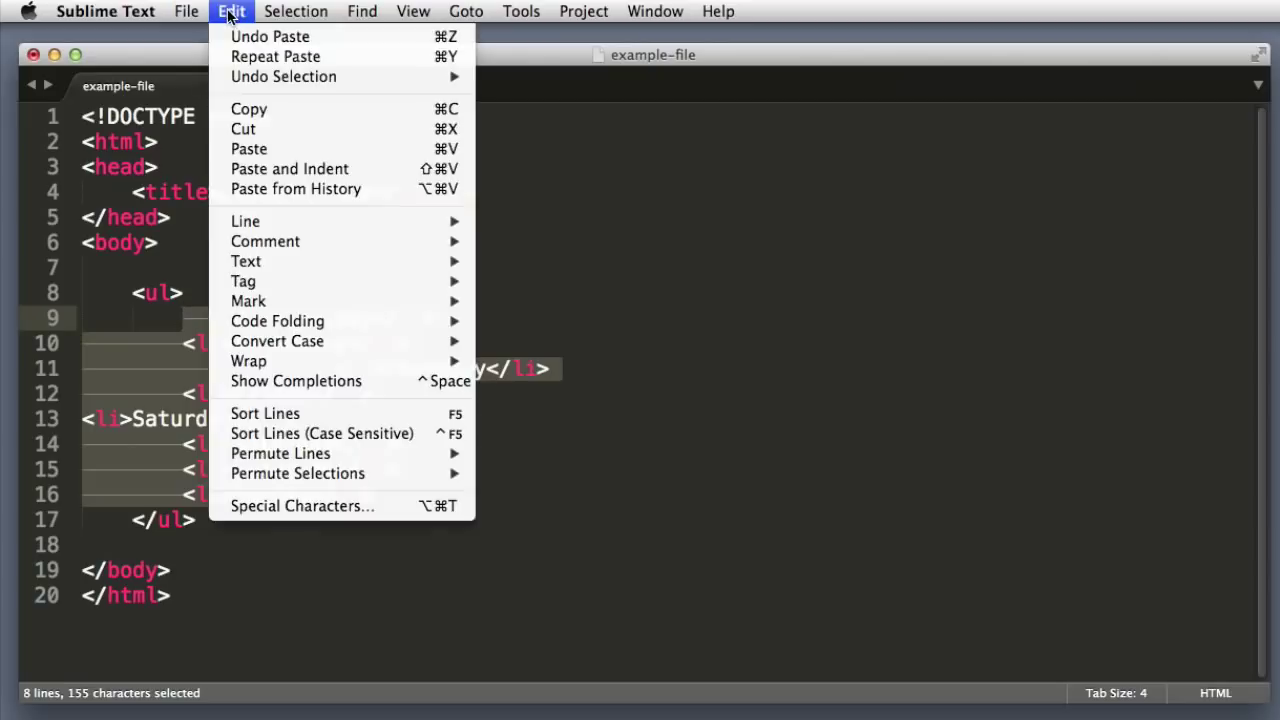 Sublime Text File Edit Selection Find View Goto Tools Project Window Help
example-file
example-file
Undo Paste ⌘Z
Repeat Paste ⌘Y
Undo Selection
Copy ⌘C
Cut ⌘X
Paste ⌘V
Paste and Indent ⇧⌘V
Paste from History ⌥⌘V
Line
Comment
Text
Tag
Mark
Code Folding
Convert Case
Wrap
Show Completions ^Space
Sort Lines F5
Sort Lines (Case Sensitive) ^F5
Permute Lines
Permute Selections
Special Characters... ⌥⌘T
1 <!DOCTYPE
2 <html>
3 <head>
4 <title
5 </head>
6 <body>
7
8 <ul>
9
10 <l
11 y</li>
12 <l
13 <li>Saturd
14 <l
15 <l
16 <l
17 </ul>
18
19 </body>
20 </html>
8 lines, 155 characters selected Tab Size: 4 HTML